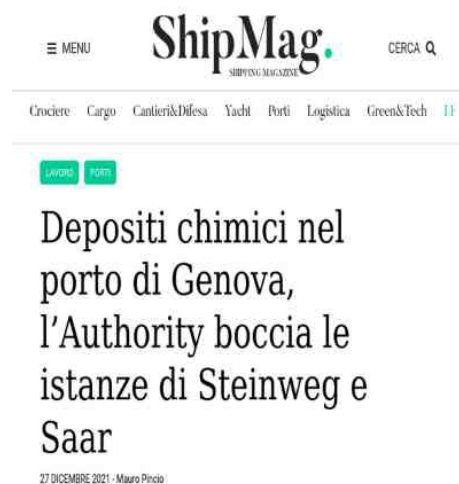 ≡ MENU
ShipMag.
SHIPPING MAGAZINE
CERCA
Crociere Cargo Cantieri&Difesa Yacht Porti Logistica Green&Tech
LAVORO PORTI
Depositi chimici nel
porto di Genova,
l'Authority boccia le
istanze di Steinweg e
Saar
27 DICEMBRE 2021 - Mauro Pincio